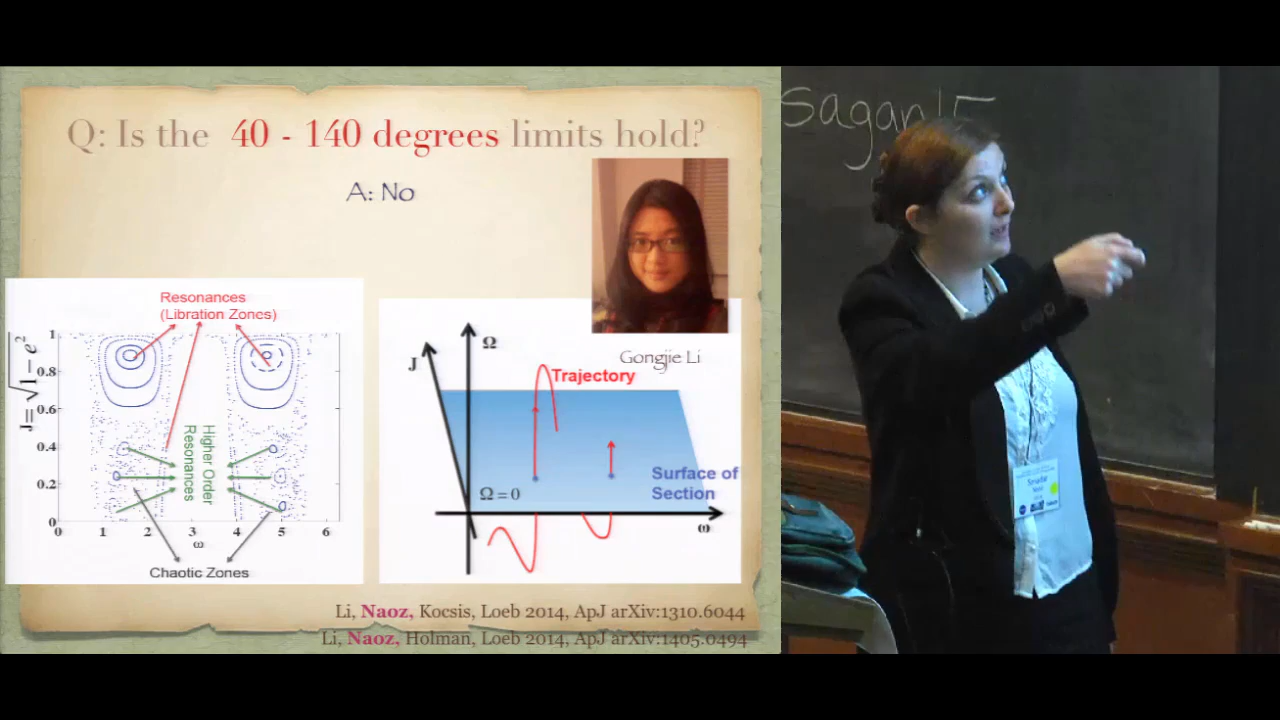 Q: Is the 40 - 140 degrees limits hold?
A: No
Gongjie Li
Resonances
(Libration Zones)
J= √1 - e²
1
0.8
0.6
0.4
0.2
0
0 1 2 3 4 5 6
ω
Higher Order
Resonances
Chaotic Zones
J
Ω
Trajectory
Surface of
Section
Ω = 0
ω
Li, Naoz, Kocsis, Loeb 2014, ApJ arXiv:1310.6044
Li, Naoz, Holman, Loeb 2014, ApJ arXiv:1405.0494
sagan15
Smadar